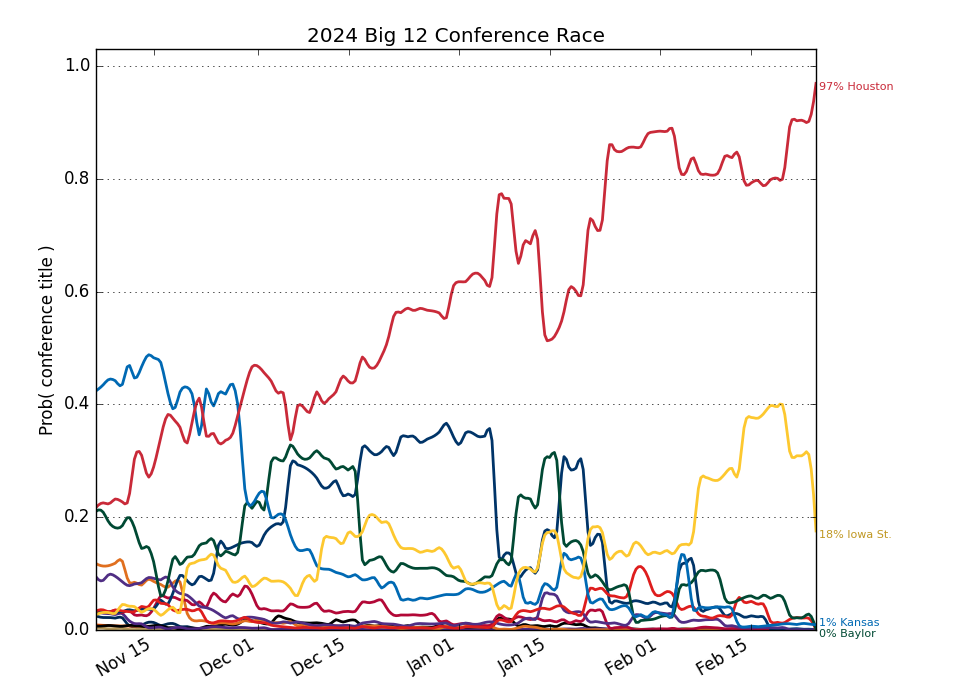 2024 Big 12 Conference Race
Prob( conference title )
1.0
0.8
0.6
0.4
0.2
0.0
97% Houston
18% Iowa St.
1% Kansas
0% Baylor
Nov 15
Dec 01
Dec 15
Jan 01
Jan 15
Feb 01
Feb 15